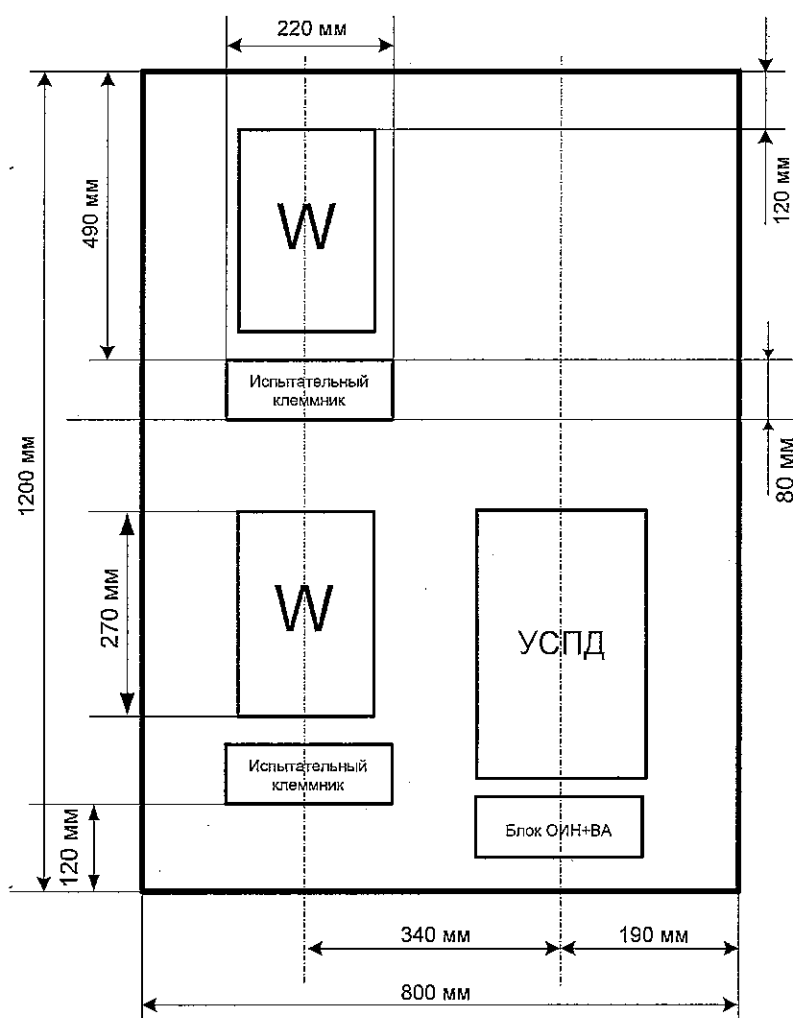 220 мм
490 мм
120 мм
W
Испытательный
клеммник
80 мм
1200 мм
270 мм
W
УСПД
Испытательный
клеммник
Блок ОИН+ВА
120 мм
340 мм
190 мм
800 мм